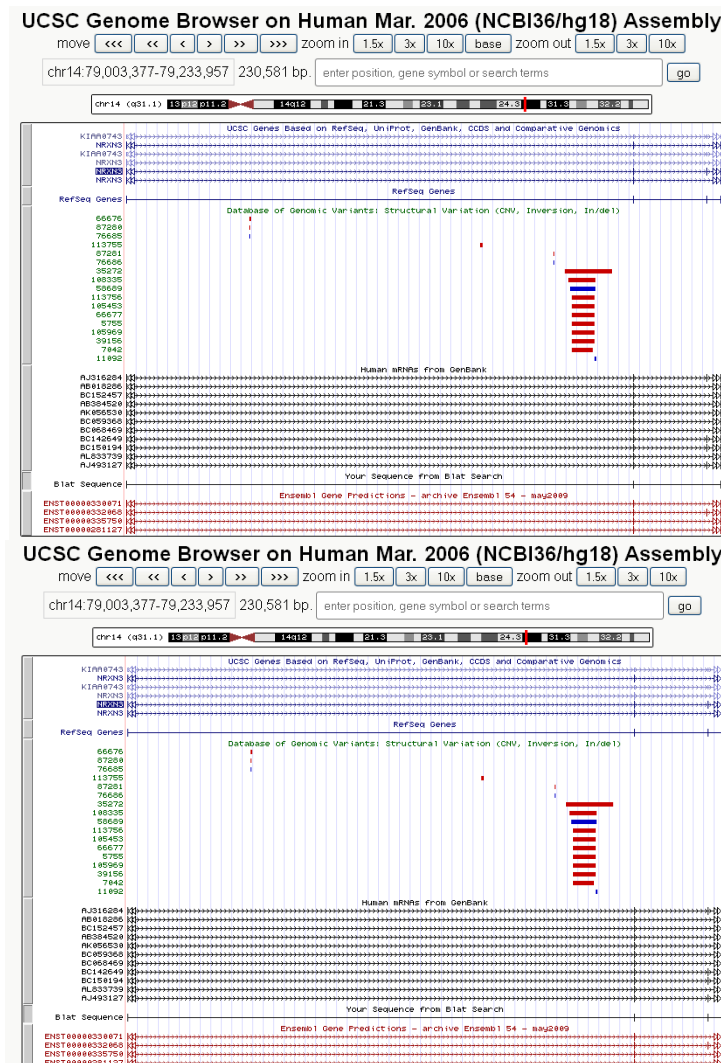 UCSC Genome Browser on Human Mar. 2006 (NCBI36/hg18) Assembly
move <<< << < > >> >>> zoom in 1.5x 3x 10x base zoom out 1.5x 3x 10x
chr14:79,003,377-79,233,957 230,581 bp. enter position, gene symbol or search terms go
chr14 (q31.1) 13 p12 p11.2 14q12 21.3 23.1 24.3 31.3 32.2
UCSC Genes Based on RefSeq, UniProt, GenBank, CCDS and Comparative Genomics
KIAA0743
NRXN3
KIAA0743
NRXN3
NRXN3
NRXN3
RefSeq Genes
RefSeq Genes
Database of Genomic Variants: Structural Variation (CNV, Inversion, In/del)
66676
87280
76685
113755
87281
76686
35272
108335
58689
113756
105453
66677
5755
105969
39156
7042
11092
Human mRNAs from GenBank
AJ316284
AB018286
BC152457
AB384520
AK056530
BC059368
BC068469
BC142649
BC150194
AL833739
AJ493127
Your Sequence from Blat Search
Blat Sequence
Ensembl Gene Predictions - archive Ensembl 54 - may2009
ENST00000330071
ENST00000332068
ENST00000335750
ENST00000281127
UCSC Genome Browser on Human Mar. 2006 (NCBI36/hg18) Assembly
move <<< << < > >> >>> zoom in 1.5x 3x 10x base zoom out 1.5x 3x 10x
chr14:79,003,377-79,233,957 230,581 bp. enter position, gene symbol or search terms go
chr14 (q31.1) 13 p12 p11.2 14q12 21.3 23.1 24.3 31.3 32.2
UCSC Genes Based on RefSeq, UniProt, GenBank, CCDS and Comparative Genomics
KIAA0743
NRXN3
KIAA0743
NRXN3
NRXN3
NRXN3
RefSeq Genes
RefSeq Genes
Database of Genomic Variants: Structural Variation (CNV, Inversion, In/del)
66676
87280
76685
113755
87281
76686
35272
108335
58689
113756
105453
66677
5755
105969
39156
7042
11092
Human mRNAs from GenBank
AJ316284
AB018286
BC152457
AB384520
AK056530
BC059368
BC068469
BC142649
BC150194
AL833739
AJ493127
Your Sequence from Blat Search
Blat Sequence
Ensembl Gene Predictions - archive Ensembl 54 - may2009
ENST00000330071
ENST00000332068
ENST00000335750
ENST00000281127